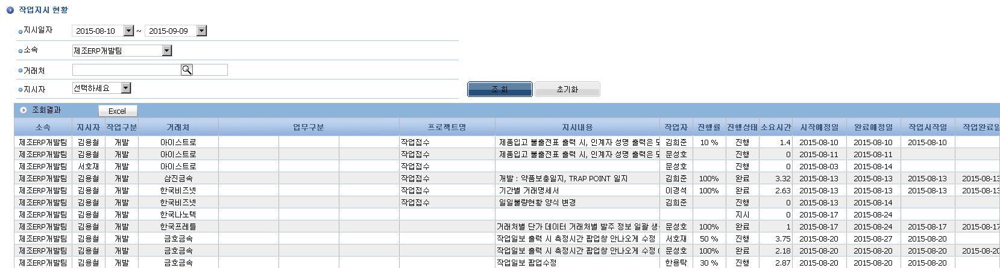 작업지시 현황
지시일자 2015-08-10 ~ 2015-09-09
소속 제조ERP개발팀
거래처
지시자 선택하세요 조 회 초기화
조회결과 Excel
소속 지시자 작업구분 거래처 업무구분 프로젝트명 지시내용 작업자 진행률 진행상태 소요시간 시작예정일 완료예정일 작업시작일 작업완료일
제조ERP개발팀 김용철 개발 아이스트로 작업접수 제품입고 불출전표 출력 시, 인계자 성명 출력은 김희준 10 % 진행 1.4 2015-08-10 2015-08-10 2015-08-10
제조ERP개발팀 김용철 개발 아이스트로 작업접수 제품입고 불출전표 출력 시, 인계자 성명 출력은 문성호 진행 0 2015-08-11 2015-08-11
제조ERP개발팀 서호재 개발 아이스트로 작업접수 문성호 진행 0 2015-08-03 2015-08-14
제조ERP개발팀 김용철 개발 삼진금속 작업접수 개발 : 약품보충일지, TRAP POINT 일지 김희준 100% 완료 3.32 2015-08-13 2015-08-13 2015-08-13 2015-08-13
제조ERP개발팀 김용철 개발 한국비즈넷 작업접수 기간별 거래명세서 이경석 100% 완료 2.63 2015-08-13 2015-08-13 2015-08-13 2015-08-13
제조ERP개발팀 김용철 개발 한국비즈넷 작업접수 일일불량현황 양식 변경 김희준 진행 0 2015-08-13 2015-08-14
제조ERP개발팀 김용철 개발 한국나노텍 지시 0 2015-08-17 2015-08-24
제조ERP개발팀 김용철 개발 한국프레틀 거래처별 단가 데이터 거래처별 발주 정보 일괄 문성호 100% 완료 1 2015-08-17 2015-08-24 2015-08-17 2015-08-17
제조ERP개발팀 김용철 개발 금호금속 작업일보 출력 시 측정시간 팝업창 안나오게 수정 서호재 50 % 진행 3.75 2015-08-20 2015-08-27 2015-08-20
제조ERP개발팀 김용철 개발 금호금속 작업일보 출력 시 측정시간 팝업창 안나오게 수정 문성호 100% 완료 2.18 2015-08-20 2015-08-20 2015-08-20 2015-08-20
제조ERP개발팀 김용철 개발 금호금속 작업일보 팝업수정 한용탁 30 % 진행 2.87 2015-08-20 2015-08-20 2015-08-20